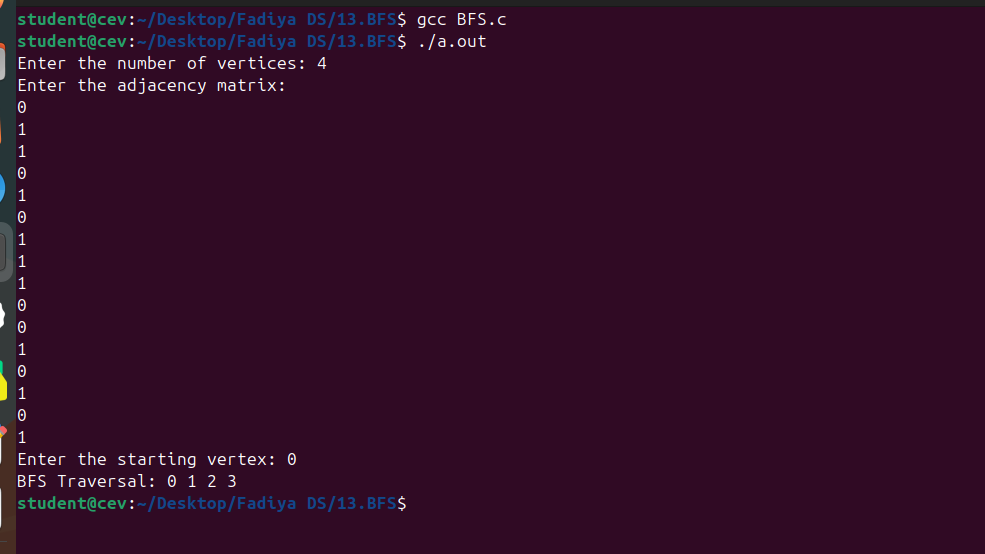 student@cev:~/Desktop/Fadiya DS/13.BFS$ gcc BFS.c
student@cev:~/Desktop/Fadiya DS/13.BFS$ ./a.out
Enter the number of vertices: 4
Enter the adjacency matrix:
0
1
1
0
1
0
1
1
1
0
0
1
0
1
0
1
Enter the starting vertex: 0
BFS Traversal: 0 1 2 3
student@cev:~/Desktop/Fadiya DS/13.BFS$